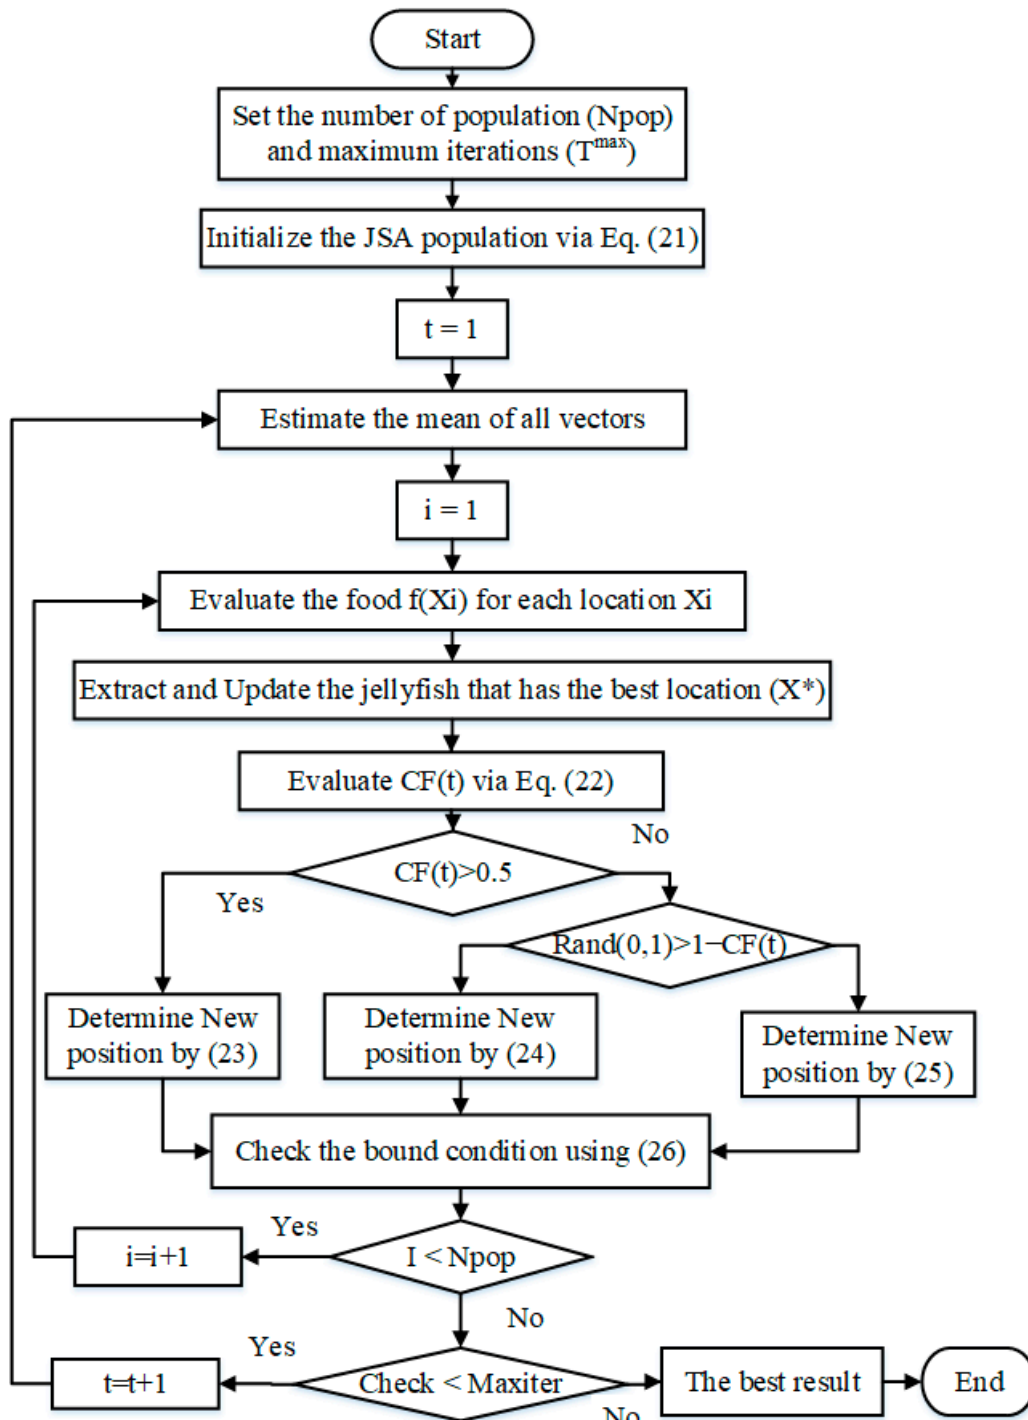 Start
Set the number of population (Npop)
and maximum iterations (T^max)
Initialize the JSA population via Eq. (21)
t = 1
Estimate the mean of all vectors
i = 1
Evaluate the food f(Xi) for each location Xi
Extract and Update the jellyfish that has the best location (X*)
Evaluate CF(t) via Eq. (22)
No
CF(t)>0.5
Yes
Rand(0,1)>1−CF(t)
Determine New
position by (23)
Determine New
position by (24)
Determine New
position by (25)
Check the bound condition using (26)
Yes
i=i+1
I < Npop
No
Yes
t=t+1
Check < Maxiter
The best result
End
No